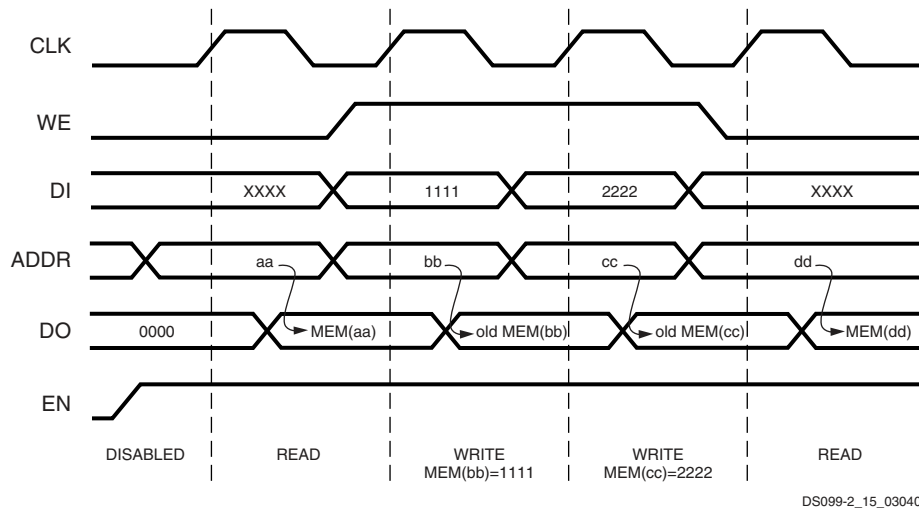 CLK
WE
DI XXXX 1111 2222 XXXX
ADDR aa bb cc dd
DO 0000 MEM(aa) old MEM(bb) old MEM(cc) MEM(dd)
EN
DISABLED READ WRITE WRITE READ
MEM(bb)=1111 MEM(cc)=2222
DS099-2_15_03040